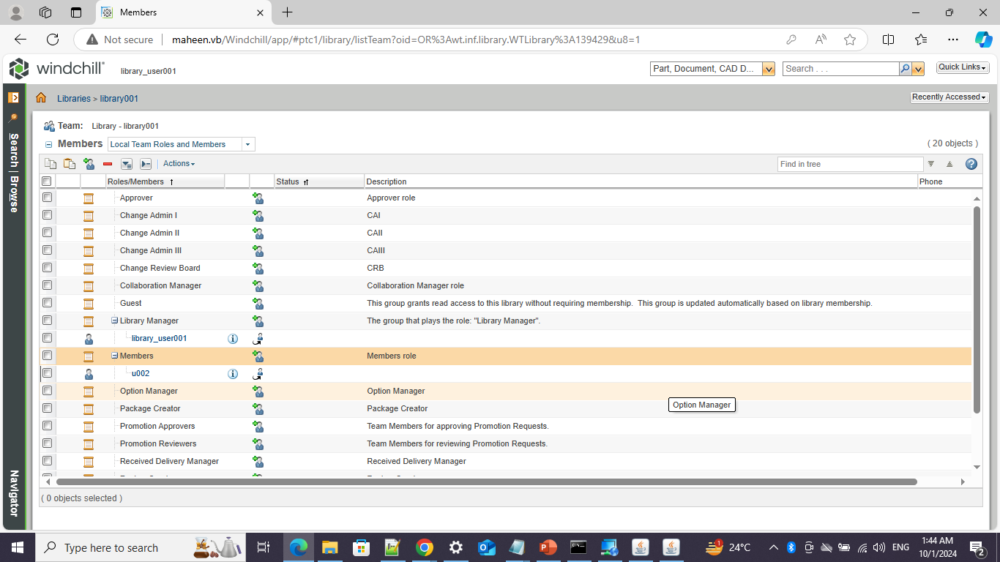 Members
Not secure
maheen.vb/Windchill/app/#ptc1/library/listTeam?oid=OR%3Awt.inf.library.WTLibrary%3A139429&u8=1
windchill
library_user001
Part, Document, CAD D...
Search . . .
Quick Links
Libraries > library001
Recently Accessed
Search | Browse
Navigator
Team: Library - library001
Members Local Team Roles and Members
( 20 objects )
Actions
Find in tree
Roles/Members Status Description Phone
Approver Approver role
Change Admin I CAI
Change Admin II CAII
Change Admin III CAIII
Change Review Board CRB
Collaboration Manager Collaboration Manager role
Guest This group grants read access to this library without requiring membership. This group is updated automatically based on library membership.
Library Manager The group that plays the role: "Library Manager".
library_user001
Members Members role
u002
Option Manager Option Manager
Option Manager
Package Creator Package Creator
Promotion Approvers Team Members for approving Promotion Requests.
Promotion Reviewers Team Members for reviewing Promotion Requests.
Received Delivery Manager Received Delivery Manager
( 0 objects selected )
Type here to search
1
24°C
ENG
1:44 AM
10/1/2024
2